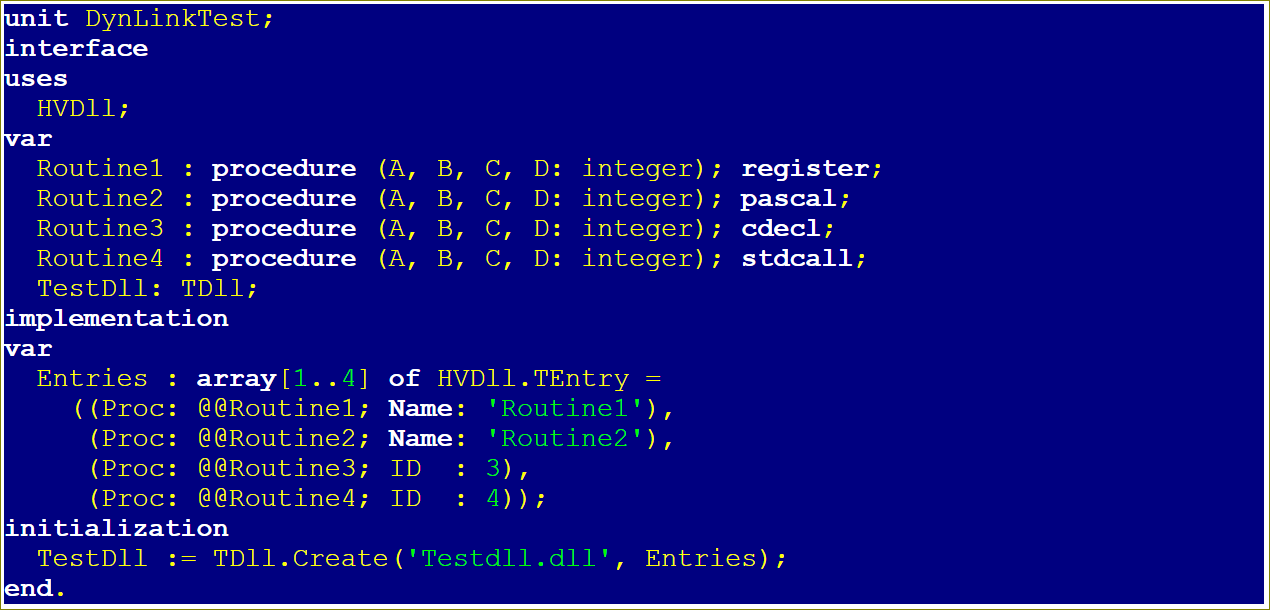 unit DynLinkTest;
interface
uses
  HVDll;
var
  Routine1 : procedure (A, B, C, D: integer); register;
  Routine2 : procedure (A, B, C, D: integer); pascal;
  Routine3 : procedure (A, B, C, D: integer); cdecl;
  Routine4 : procedure (A, B, C, D: integer); stdcall;
  TestDll: TDll;
implementation
var
  Entries : array[1..4] of HVDll.TEntry =
    ((Proc: @@Routine1; Name: 'Routine1'),
     (Proc: @@Routine2; Name: 'Routine2'),
     (Proc: @@Routine3; ID  : 3),
     (Proc: @@Routine4; ID  : 4));
initialization
  TestDll := TDll.Create('Testdll.dll', Entries);
end.